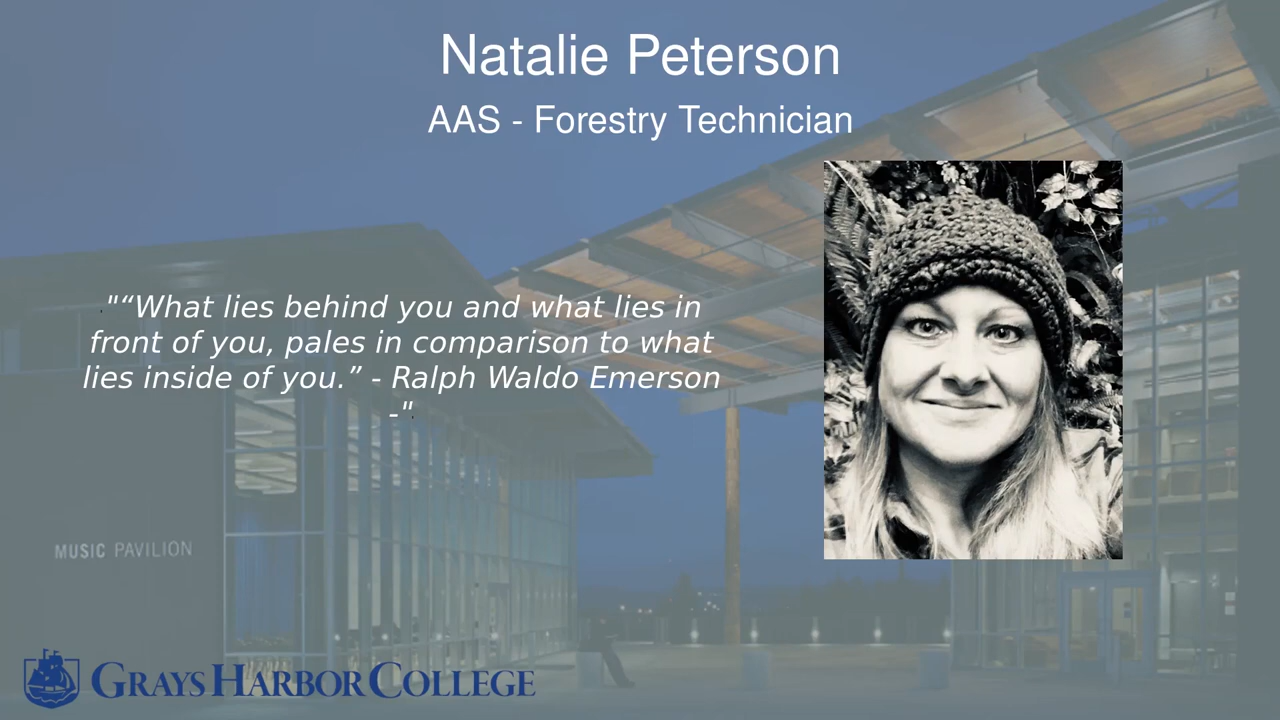 Natalie Peterson
AAS - Forestry Technician
"“What lies behind you and what lies in
front of you, pales in comparison to what
lies inside of you.” - Ralph Waldo Emerson
-"
MUSIC PAVILION
GRAYS HARBOR COLLEGE